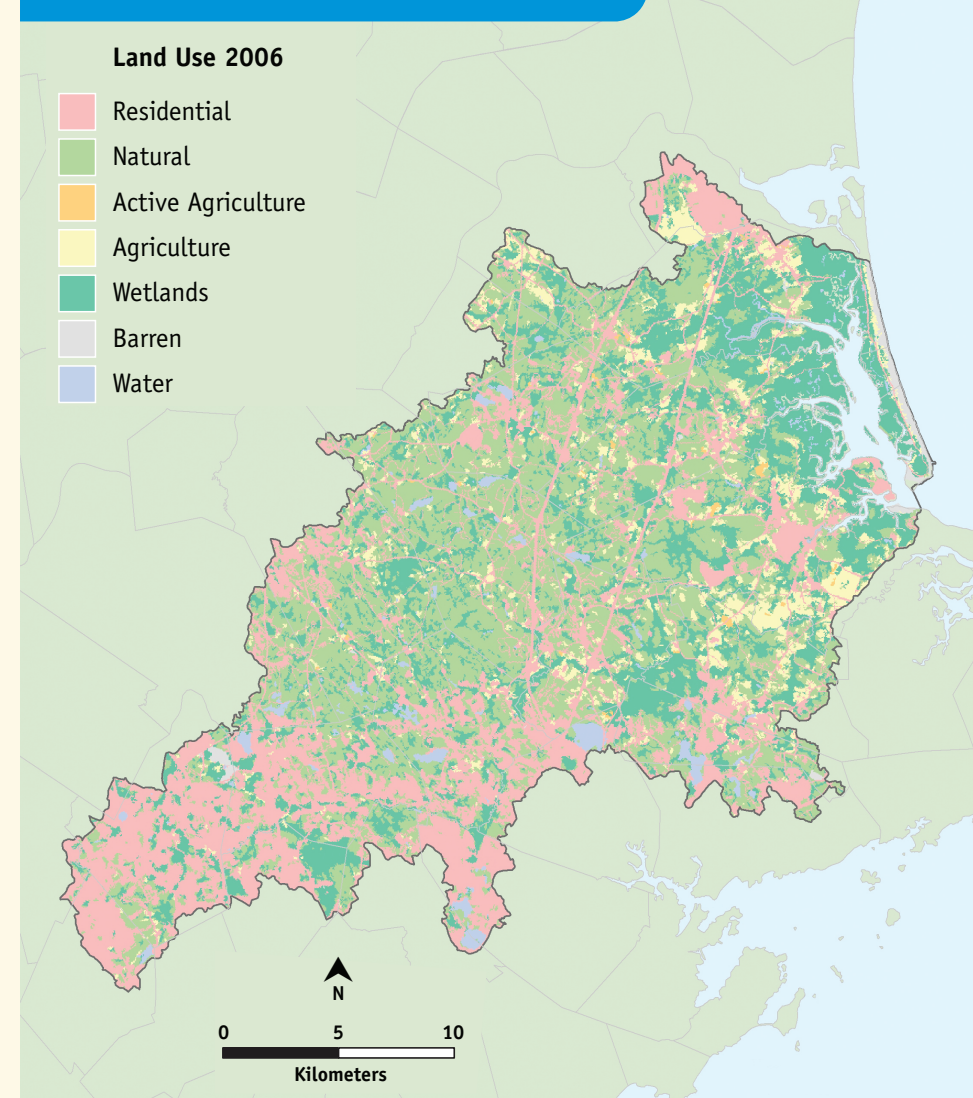 Land Use 2006
Residential
Natural
Active Agriculture
Agriculture
Wetlands
Barren
Water
N
0 5 10
Kilometers